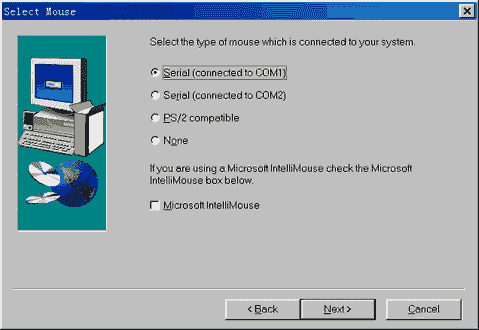 Select Mouse
Select the type of mouse which is connected to your system.
Serial (connected to COM1)
Serial (connected to COM2)
PS/2 compatible
None
If you are using a Microsoft IntelliMouse check the Microsoft
IntelliMouse box below.
Microsoft IntelliMouse
< Back
Next >
Cancel